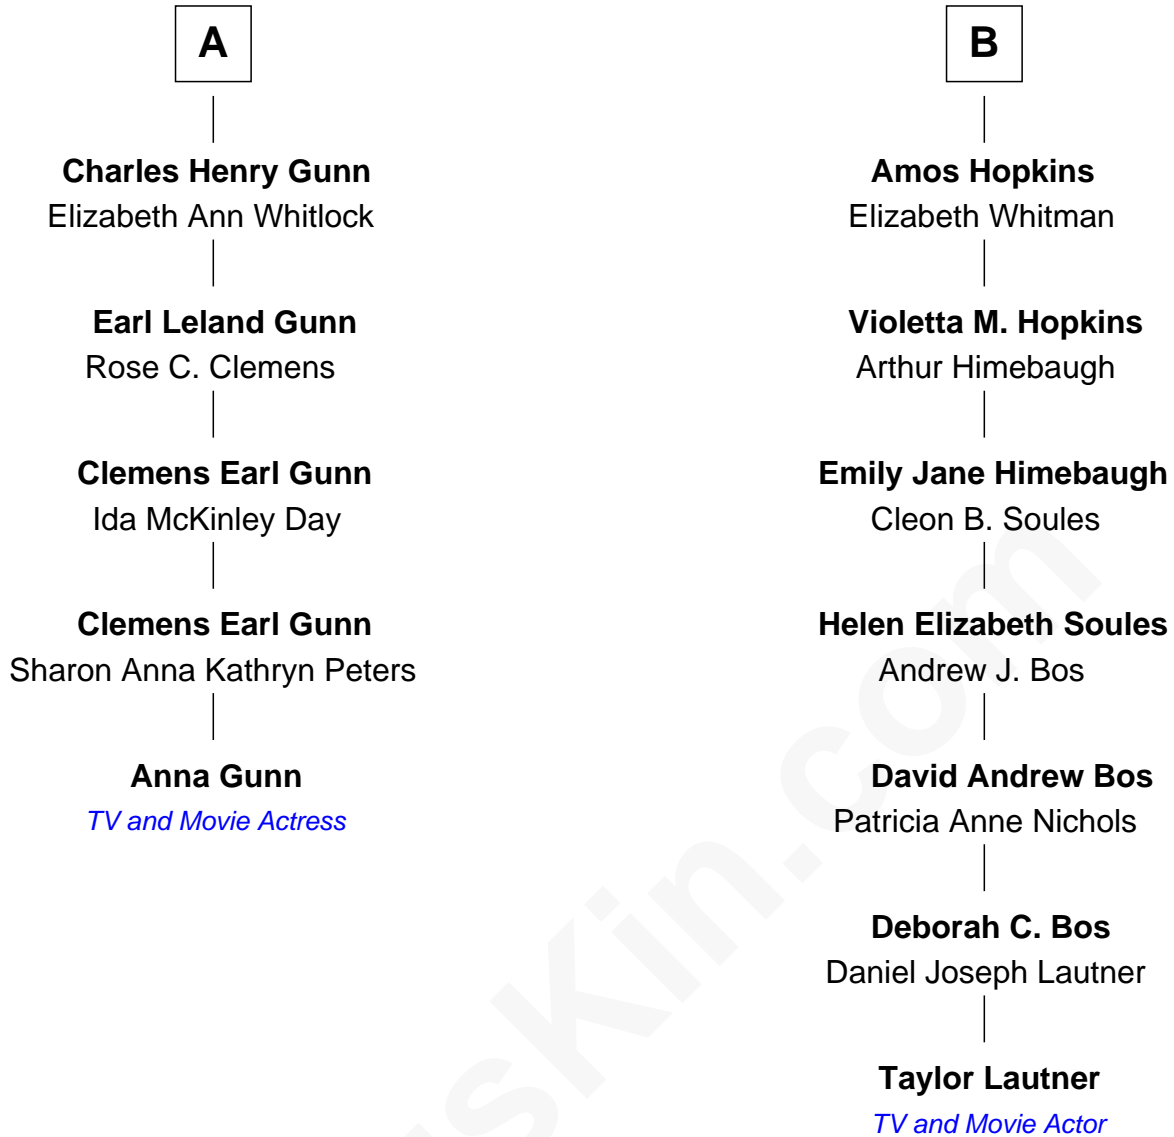 A
Charles Henry Gunn
Elizabeth Ann Whitlock
Earl Leland Gunn
Rose C. Clemens
Clemens Earl Gunn
Ida McKinley Day
Clemens Earl Gunn
Sharon Anna Kathryn Peters
Anna Gunn
TV and Movie Actress
B
Amos Hopkins
Elizabeth Whitman
Violetta M. Hopkins
Arthur Himebaugh
Emily Jane Himebaugh
Cleon B. Soules
Helen Elizabeth Soules
Andrew J. Bos
David Andrew Bos
Patricia Anne Nichols
Deborah C. Bos
Daniel Joseph Lautner
Taylor Lautner
TV and Movie Actor